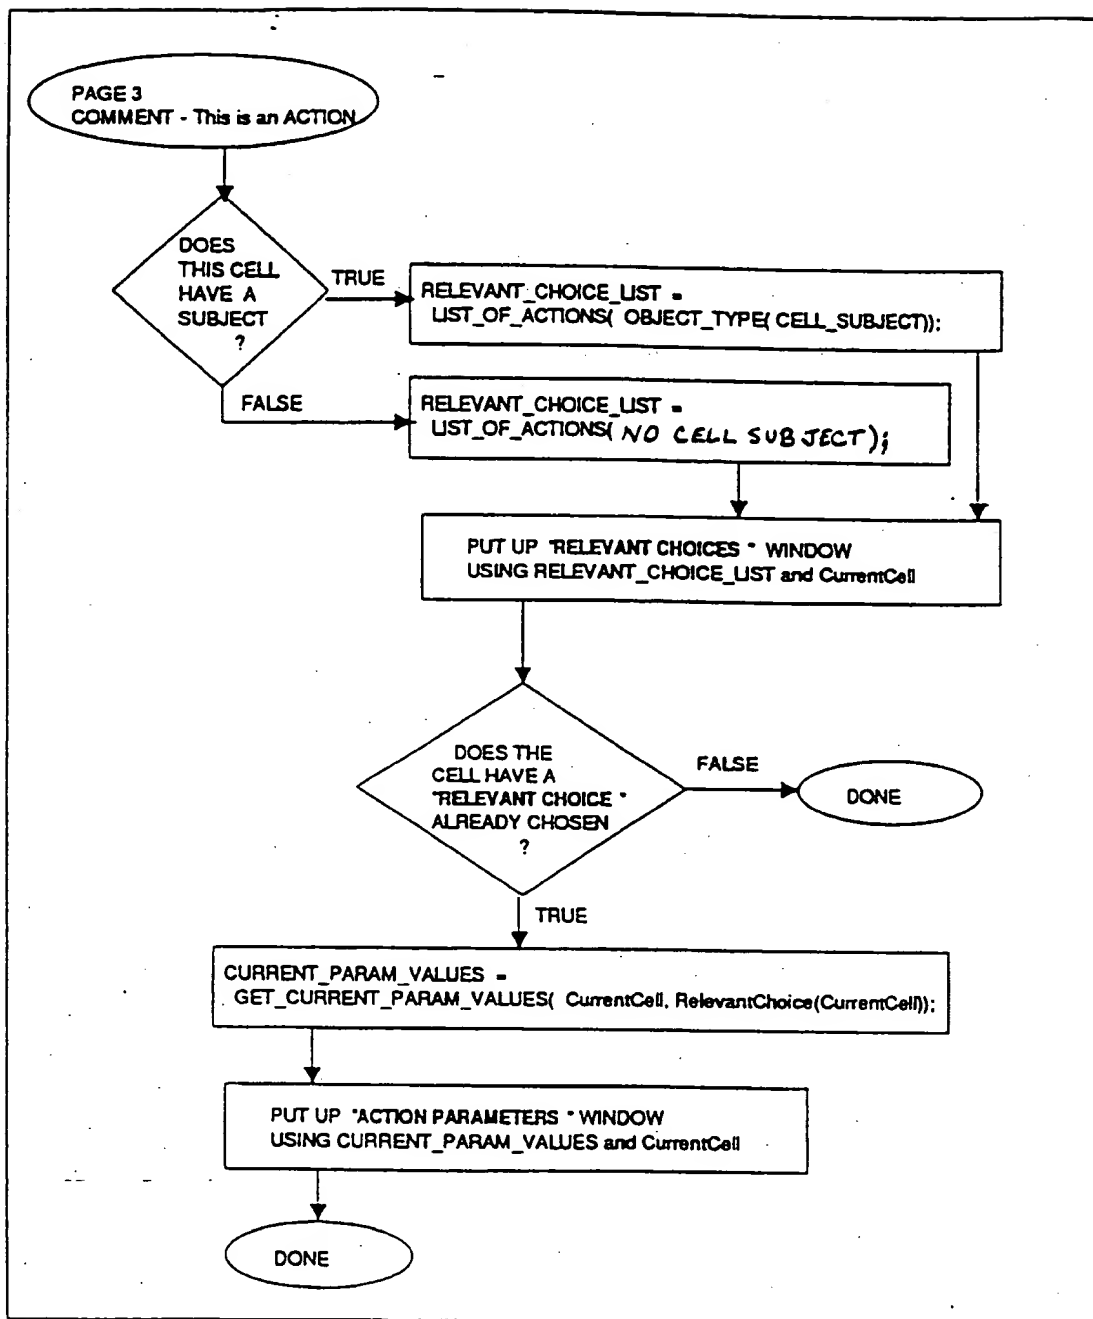 PAGE 3
COMMENT - This is an ACTION
DOES
THIS CELL
HAVE A
SUBJECT
?
TRUE
RELEVANT_CHOICE_LIST =
LIST_OF_ACTIONS( OBJECT_TYPE( CELL_SUBJECT));
FALSE
RELEVANT_CHOICE_LIST =
LIST_OF_ACTIONS( NO CELL SUBJECT);
PUT UP "RELEVANT CHOICES " WINDOW
USING RELEVANT_CHOICE_LIST and CurrentCell
DOES THE
CELL HAVE A
"RELEVANT CHOICE "
ALREADY CHOSEN
?
FALSE
DONE
TRUE
CURRENT_PARAM_VALUES =
GET_CURRENT_PARAM_VALUES( CurrentCell, RelevantChoice(CurrentCell));
PUT UP "ACTION PARAMETERS " WINDOW
USING CURRENT_PARAM_VALUES and CurrentCell
DONE